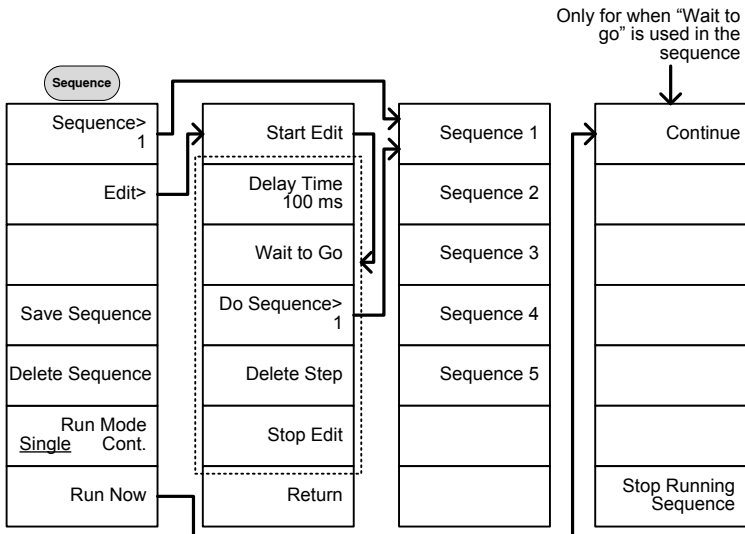 Only for when “Wait to
go” is used in the
sequence
Sequence
Sequence>
1
Edit>
Save Sequence
Delete Sequence
Run Mode
Single Cont.
Run Now
Start Edit
Delay Time
100 ms
Wait to Go
Do Sequence>
1
Delete Step
Stop Edit
Return
Sequence 1
Sequence 2
Sequence 3
Sequence 4
Sequence 5
Continue
Stop Running
Sequence